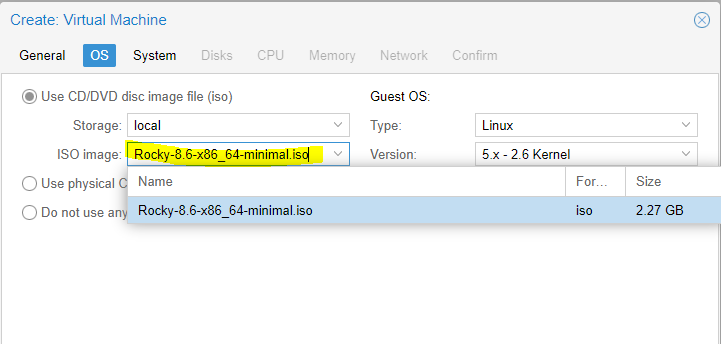 Create: Virtual Machine
General OS System Disks CPU Memory Network Confirm
Use CD/DVD disc image file (iso) Guest OS:
Storage: local Type: Linux
ISO image: Rocky-8.6-x86_64-minimal.iso Version: 5.x - 2.6 Kernel
Use physical C
Name For... Size
Do not use any
Rocky-8.6-x86_64-minimal.iso iso 2.27 GB